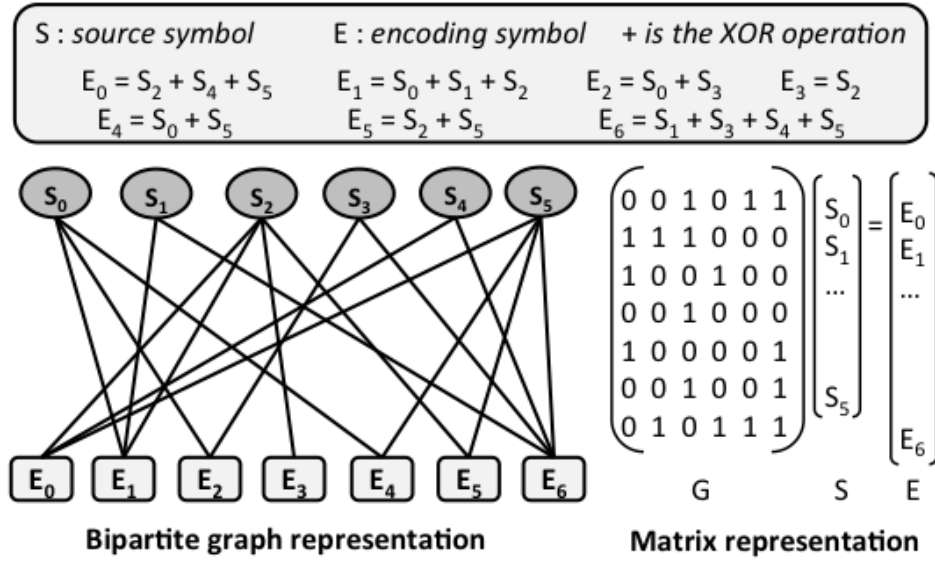 S : source symbol E : encoding symbol + is the XOR operation
E₀ = S₂ + S₄ + S₅ E₁ = S₀ + S₁ + S₂ E₂ = S₀ + S₃ E₃ = S₂
E₄ = S₀ + S₅ E₅ = S₂ + S₅ E₆ = S₁ + S₃ + S₄ + S₅
S₀ S₁ S₂ S₃ S₄ S₅
E₀ E₁ E₂ E₃ E₄ E₅ E₆
Bipartite graph representation
0 0 1 0 1 1 S₀ = E₀
1 1 1 0 0 0 S₁ E₁
1 0 0 1 0 0 ... ...
0 0 1 0 0 0
1 0 0 0 0 1
0 0 1 0 0 1 S₅
0 1 0 1 1 1 E₆
G S E
Matrix representation